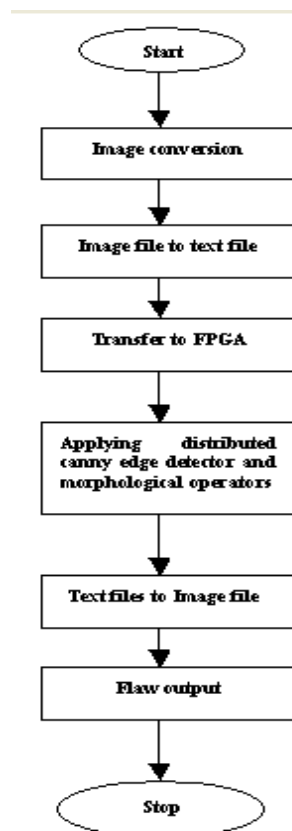 Start
Image conversion
Image file to text file
Transfer to FPGA
Applying distributed
canny edge detector and
morphological operators
Text files to Image file
Flaw output
Stop